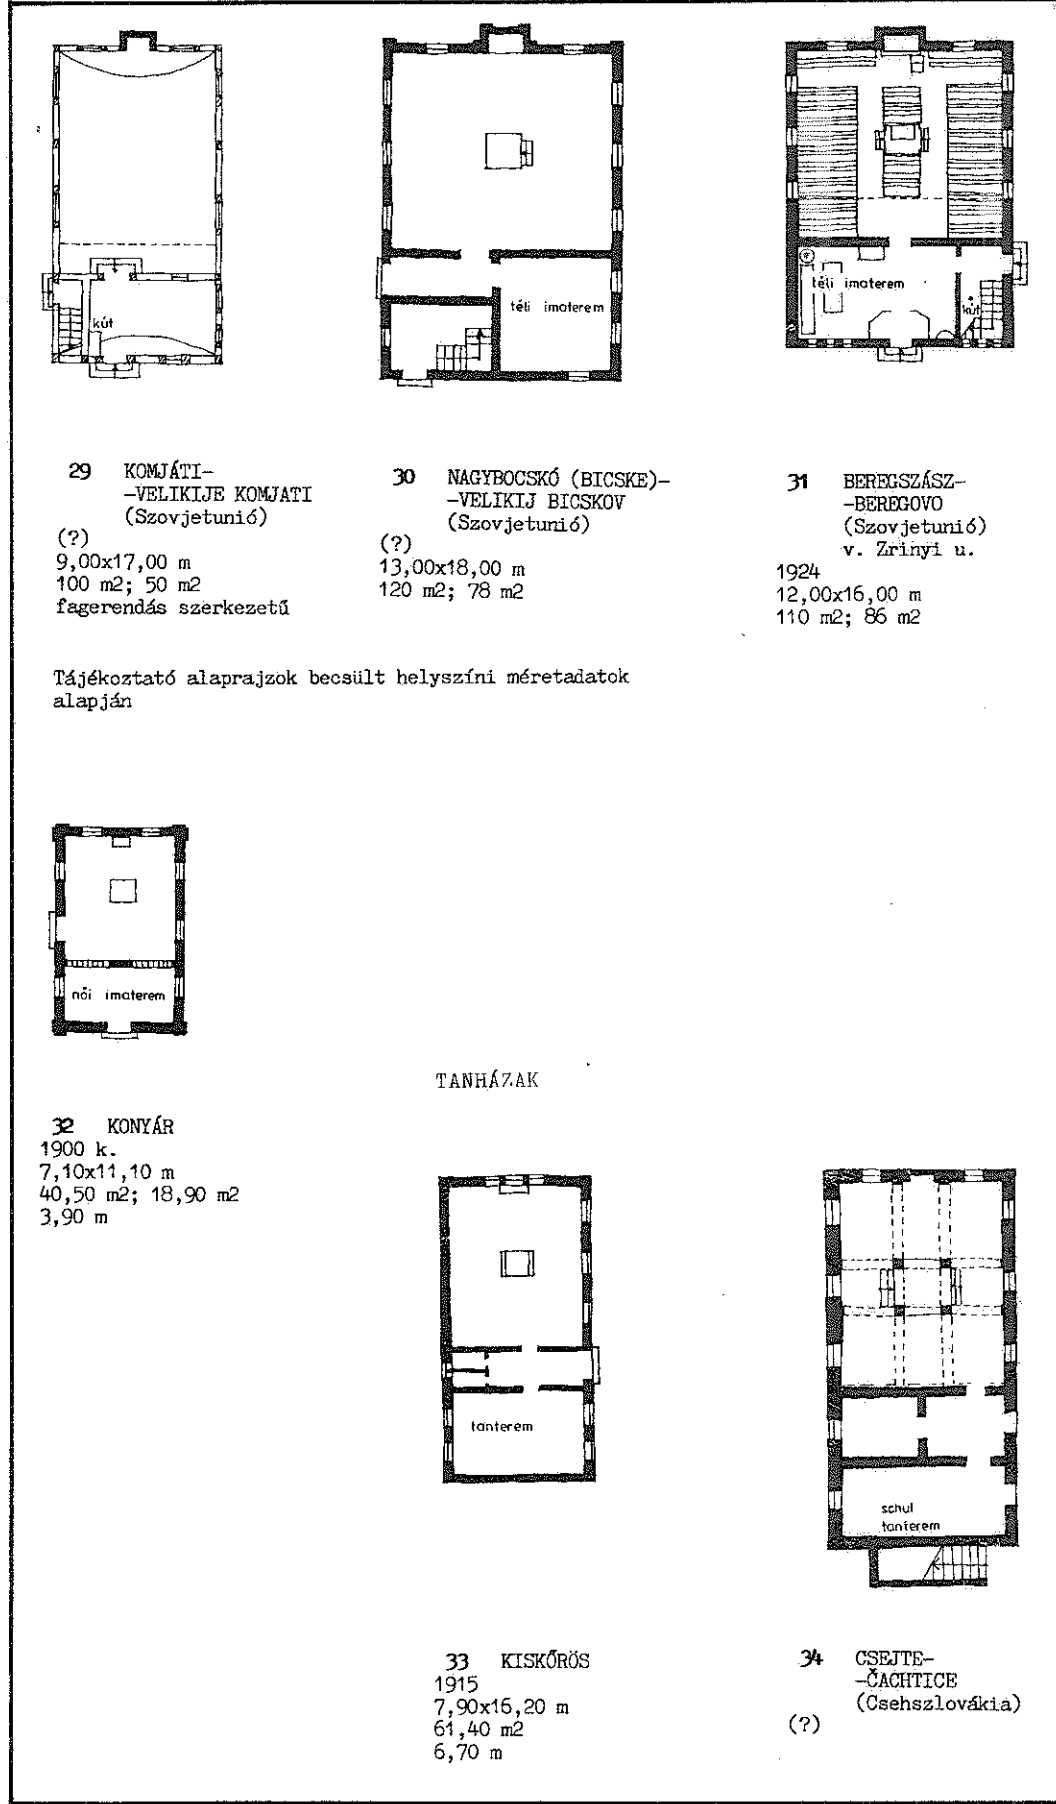 kút
téli imaterem
téli imaterem
kút
29 KOMJÁTI-
-VELIKIJE KOMJATI
(Szovjetunió)
(?)
9,00x17,00 m
100 m2; 50 m2
fagerendás szerkezetű
30 NAGYBOCSKÓ (BICSKE)-
-VELIKIJ BICSKOV
(Szovjetunió)
(?)
13,00x18,00 m
120 m2; 78 m2
31 BEREGSZÁSZ-
-BEREGOVO
(Szovjetunió)
v. Zrinyi u.
1924
12,00x16,00 m
110 m2; 86 m2
Tájékoztató alaprajzok becsült helyszíni méretadatok
alapján
női imaterem
32 KONYÁR
1900 k.
7,10x11,10 m
40,50 m2; 18,90 m2
3,90 m
TANHÁZAK
tanterem
schul
tanterem
33 KISKŐRÖS
1915
7,90x16,20 m
61,40 m2
6,70 m
34 CSEJTE-
-ČACHTICE
(Csehszlovákia)
(?)